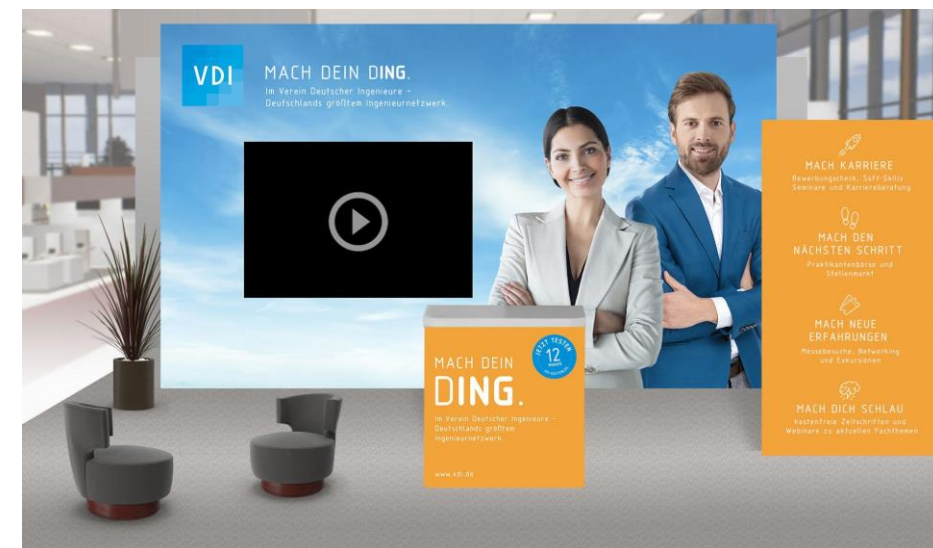 VDI
MACH DEIN DING.
Im Verein Deutscher Ingenieure –
Deutschlands größtem Ingenieurnetzwerk.
MACH KARRIERE
Bewerbungscheck, Soft-Skills
Seminare und Karriereberatung
MACH DEN
NÄCHSTEN SCHRITT
Praktikantenbörse und
Stellenmarkt
MACH NEUE
ERFAHRUNGEN
Messebesuche, Networking
und Exkursionen
MACH DICH SCHLAU
kostenfreie Zeitschriften und
Webinare zu aktuellen Fachthemen
JETZT TESTEN
12
MACH DEIN
DING.
Im Verein Deutscher Ingenieure –
Deutschlands größtem
Ingenieurnetzwerk.
www.vdi.de